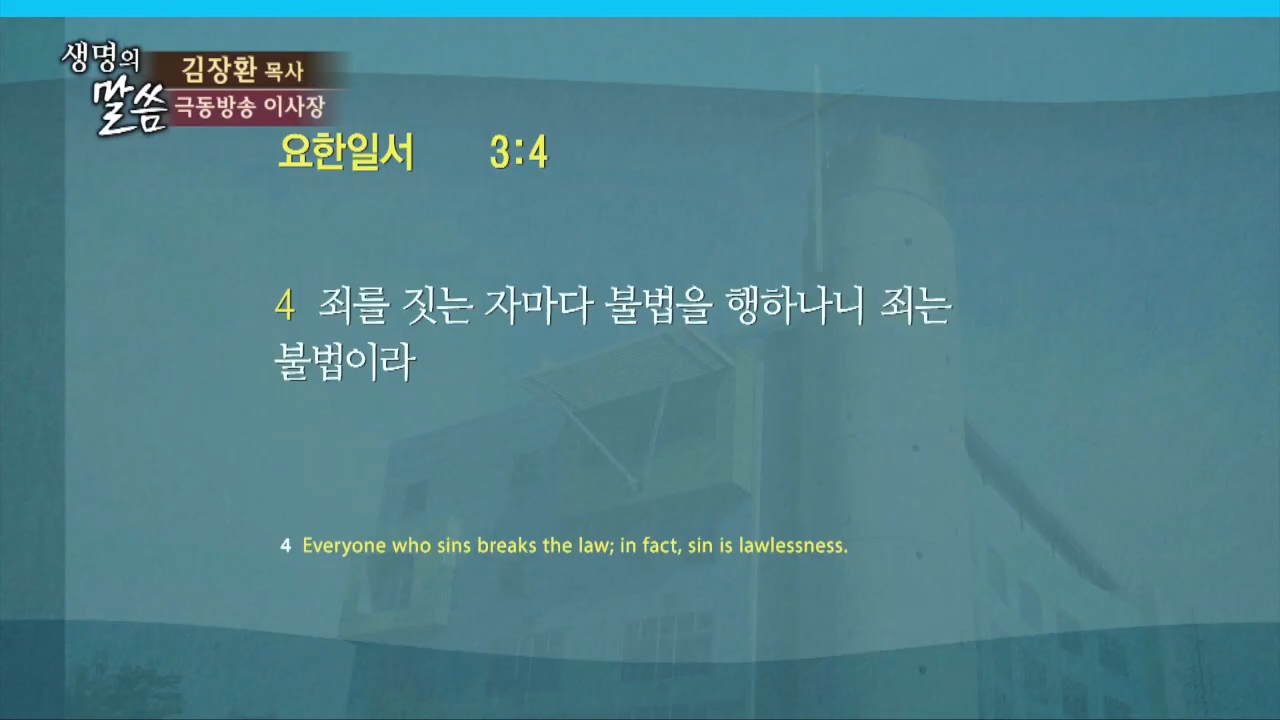 생명의
말씀
김장환 목사
극동방송 이사장
요한일서 3:4
4 죄를 짓는 자마다 불법을 행하나니 죄는
불법이라
4 Everyone who sins breaks the law; in fact, sin is lawlessness.